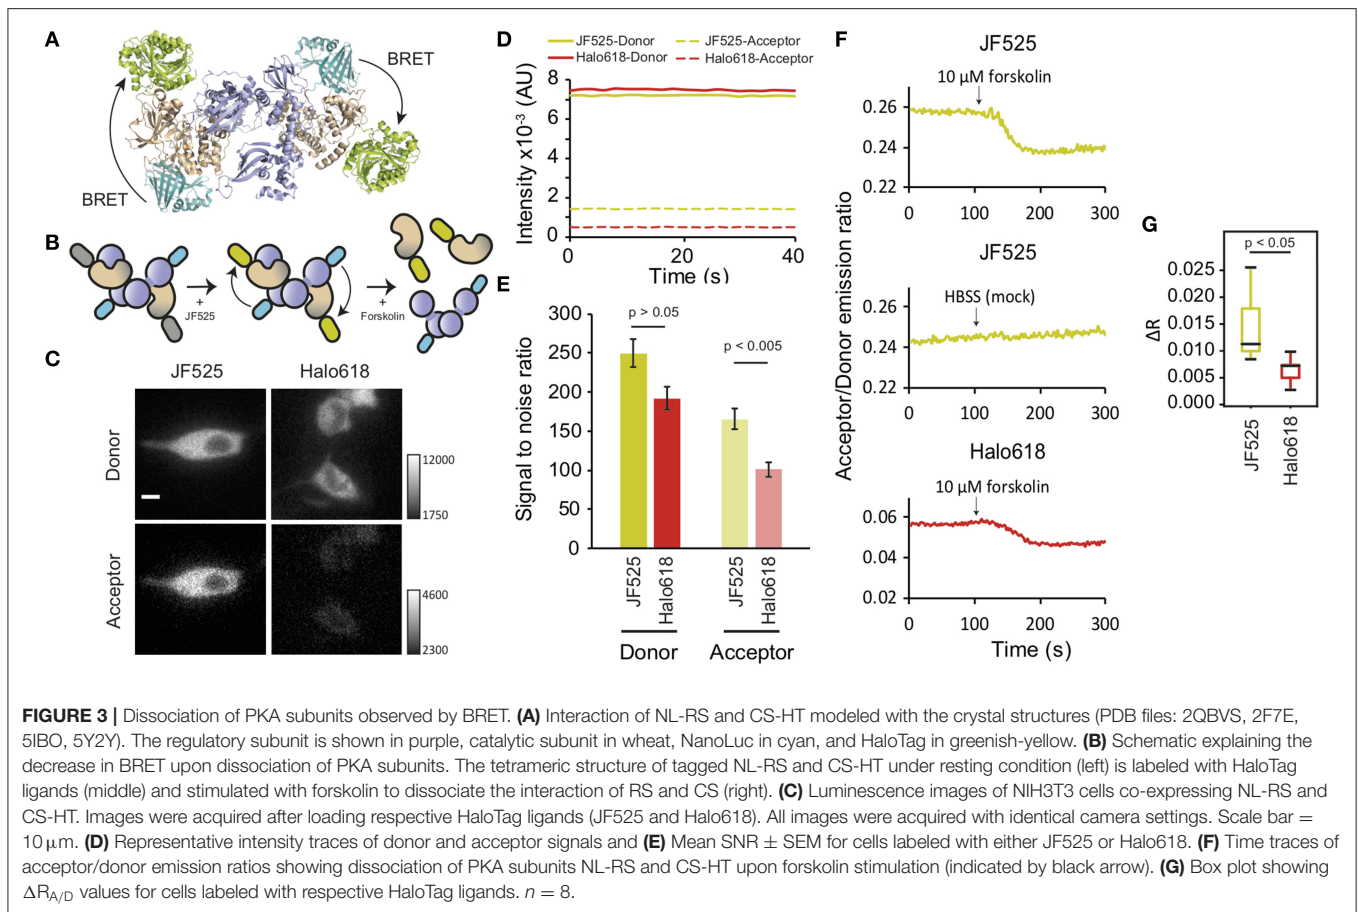 A
BRET
BRET
B
+
JF525
+
Forskolin
C
JF525
Halo618
Donor
Acceptor
12000
1750
4600
2300
D
JF525-Donor
JF525-Acceptor
Halo618-Donor
Halo618-Acceptor
Intensity x10⁻³ (AU)
8
6
4
2
0
0
20
40
Time (s)
E
Signal to noise ratio
300
250
200
150
100
50
0
p > 0.05
p < 0.005
JF525
Halo618
JF525
Halo618
Donor
Acceptor
F
Acceptor/Donor emission ratio
JF525
10 µM forskolin
0.26
0.24
0.22
0
100
200
300
JF525
HBSS (mock)
0.26
0.24
0.22
0
100
200
300
Halo618
10 µM forskolin
0.06
0.04
0.02
0
100
200
300
Time (s)
G
p < 0.05
ΔR
0.025
0.020
0.015
0.010
0.005
0.000
JF525
Halo618
FIGURE 3 | Dissociation of PKA subunits observed by BRET. (A) Interaction of NL-RS and CS-HT modeled with the crystal structures (PDB files: 2QBVS, 2F7E,
5IBO, 5Y2Y). The regulatory subunit is shown in purple, catalytic subunit in wheat, NanoLuc in cyan, and HaloTag in greenish-yellow. (B) Schematic explaining the
decrease in BRET upon dissociation of PKA subunits. The tetrameric structure of tagged NL-RS and CS-HT under resting condition (left) is labeled with HaloTag
ligands (middle) and stimulated with forskolin to dissociate the interaction of RS and CS (right). (C) Luminescence images of NIH3T3 cells co-expressing NL-RS and
CS-HT. Images were acquired after loading respective HaloTag ligands (JF525 and Halo618). All images were acquired with identical camera settings. Scale bar =
10 µm. (D) Representative intensity traces of donor and acceptor signals and (E) Mean SNR ± SEM for cells labeled with either JF525 or Halo618. (F) Time traces of
acceptor/donor emission ratios showing dissociation of PKA subunits NL-RS and CS-HT upon forskolin stimulation (indicated by black arrow). (G) Box plot showing
ΔRA/D values for cells labeled with respective HaloTag ligands. n = 8.